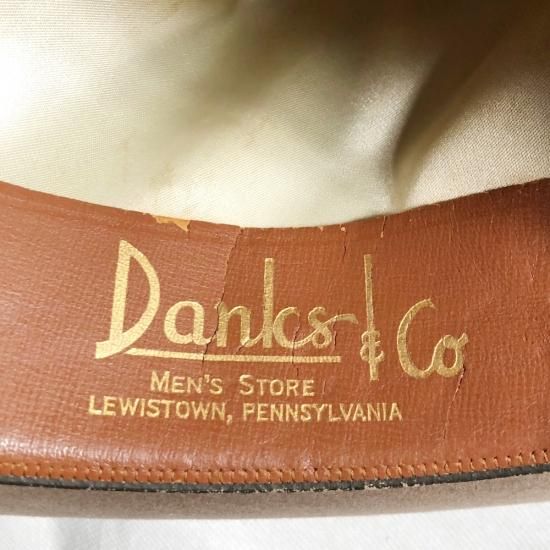 Danks & Co
MEN'S STORE
LEWISTOWN, PENNSYLVANIA